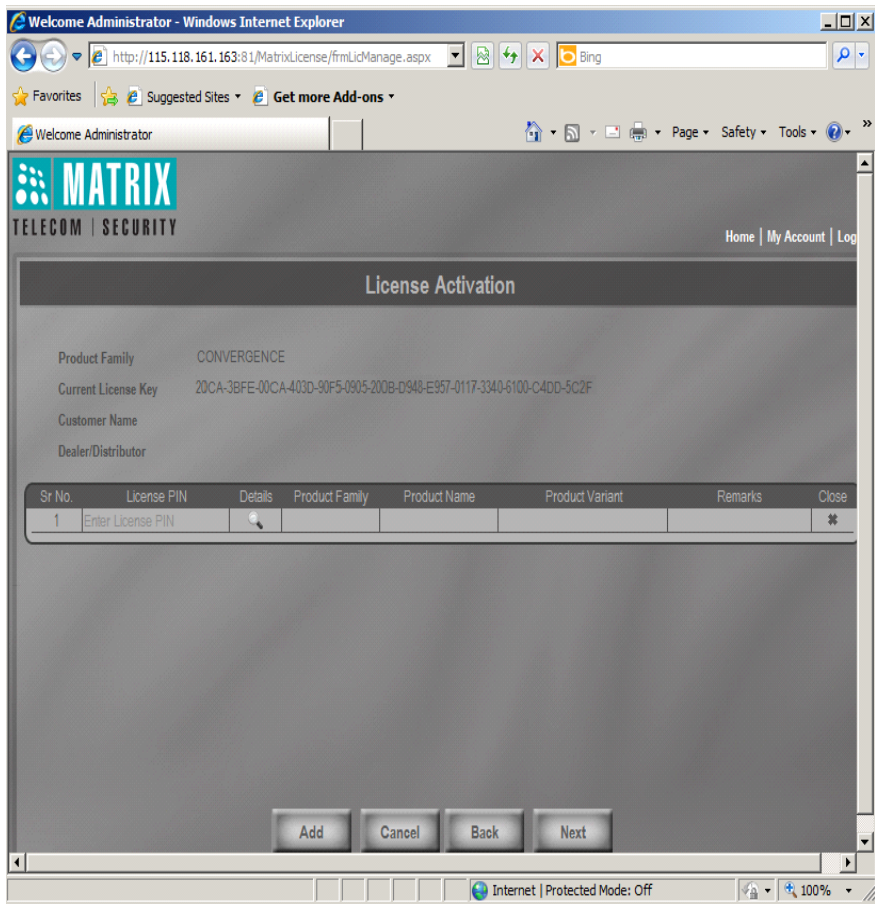 Welcome Administrator - Windows Internet Explorer
http://115.118.161.163:81/MatrixLicense/frmLicManage.aspx Bing
Favorites Suggested Sites Get more Add-ons
Welcome Administrator Page Safety Tools »
MATRIX
TELECOM | SECURITY
Home | My Account | Log
License Activation
Product Family CONVERGENCE
Current License Key 20CA-3BFE-00CA-403D-90F5-0905-200B-D948-E957-0117-3340-6100-C4DD-5C2F
Customer Name
Dealer/Distributor
Sr No. License PIN Details Product Family Product Name Product Variant Remarks Close
1 Enter License PIN
Add Cancel Back Next
Internet | Protected Mode: Off 100%